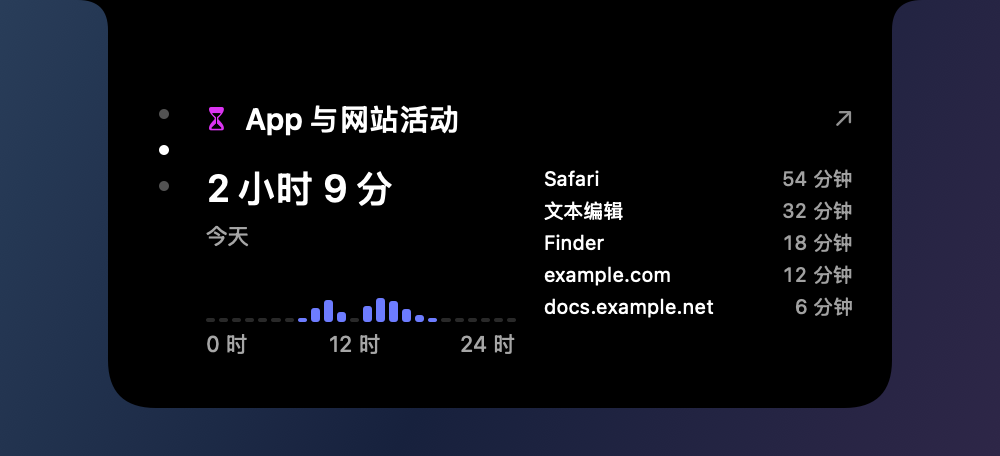 App 与网站活动
2 小时 9 分
今天
0 时 12 时 24 时
Safari 54 分钟
文本编辑 32 分钟
Finder 18 分钟
example.com 12 分钟
docs.example.net 6 分钟